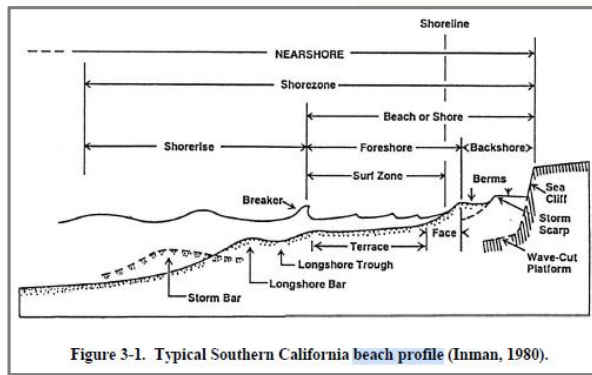 Shoreline
NEARSHORE
Shorezone
Beach or Shore
Shorerise
Foreshore
Backshore
Surf Zone
Breaker
Berms
Sea
Cliff
Storm
Scarp
Face
Terrace
Wave-Cut
Platform
Longshore Trough
Longshore Bar
Storm Bar
Figure 3-1. Typical Southern California beach profile (Inman, 1980).